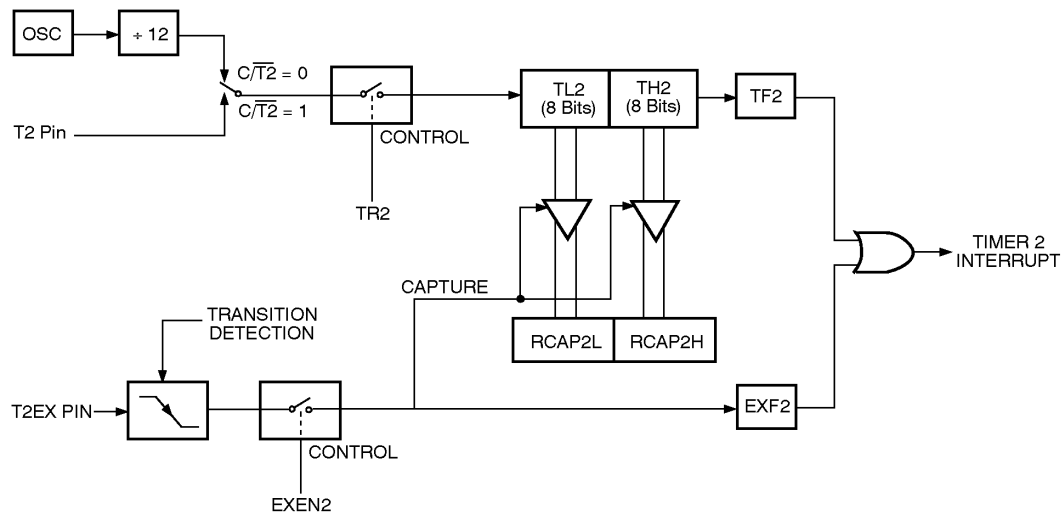 OSC
÷ 12
C/T2 = 0
C/T2 = 1
T2 Pin
CONTROL
TR2
TL2
(8 Bits)
TH2
(8 Bits)
TF2
CAPTURE
TIMER 2
INTERRUPT
TRANSITION
DETECTION
RCAP2L
RCAP2H
T2EX PIN
EXF2
CONTROL
EXEN2